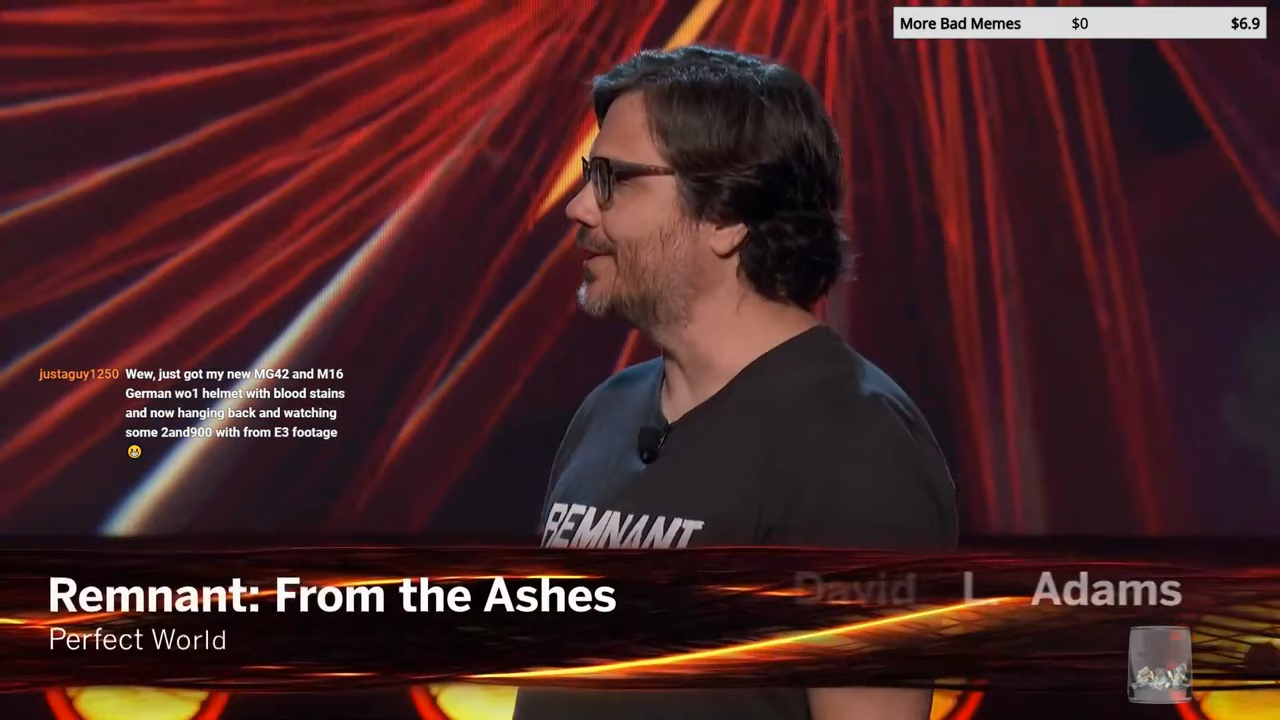 More Bad Memes $0 $6.9
justaguy1250 Wew, just got my new MG42 and M16
German wo1 helmet with blood stains
and now hanging back and watching
some 2and900 with from E3 footage
REMNANT
Remnant: From the Ashes
David L. Adams
Perfect World